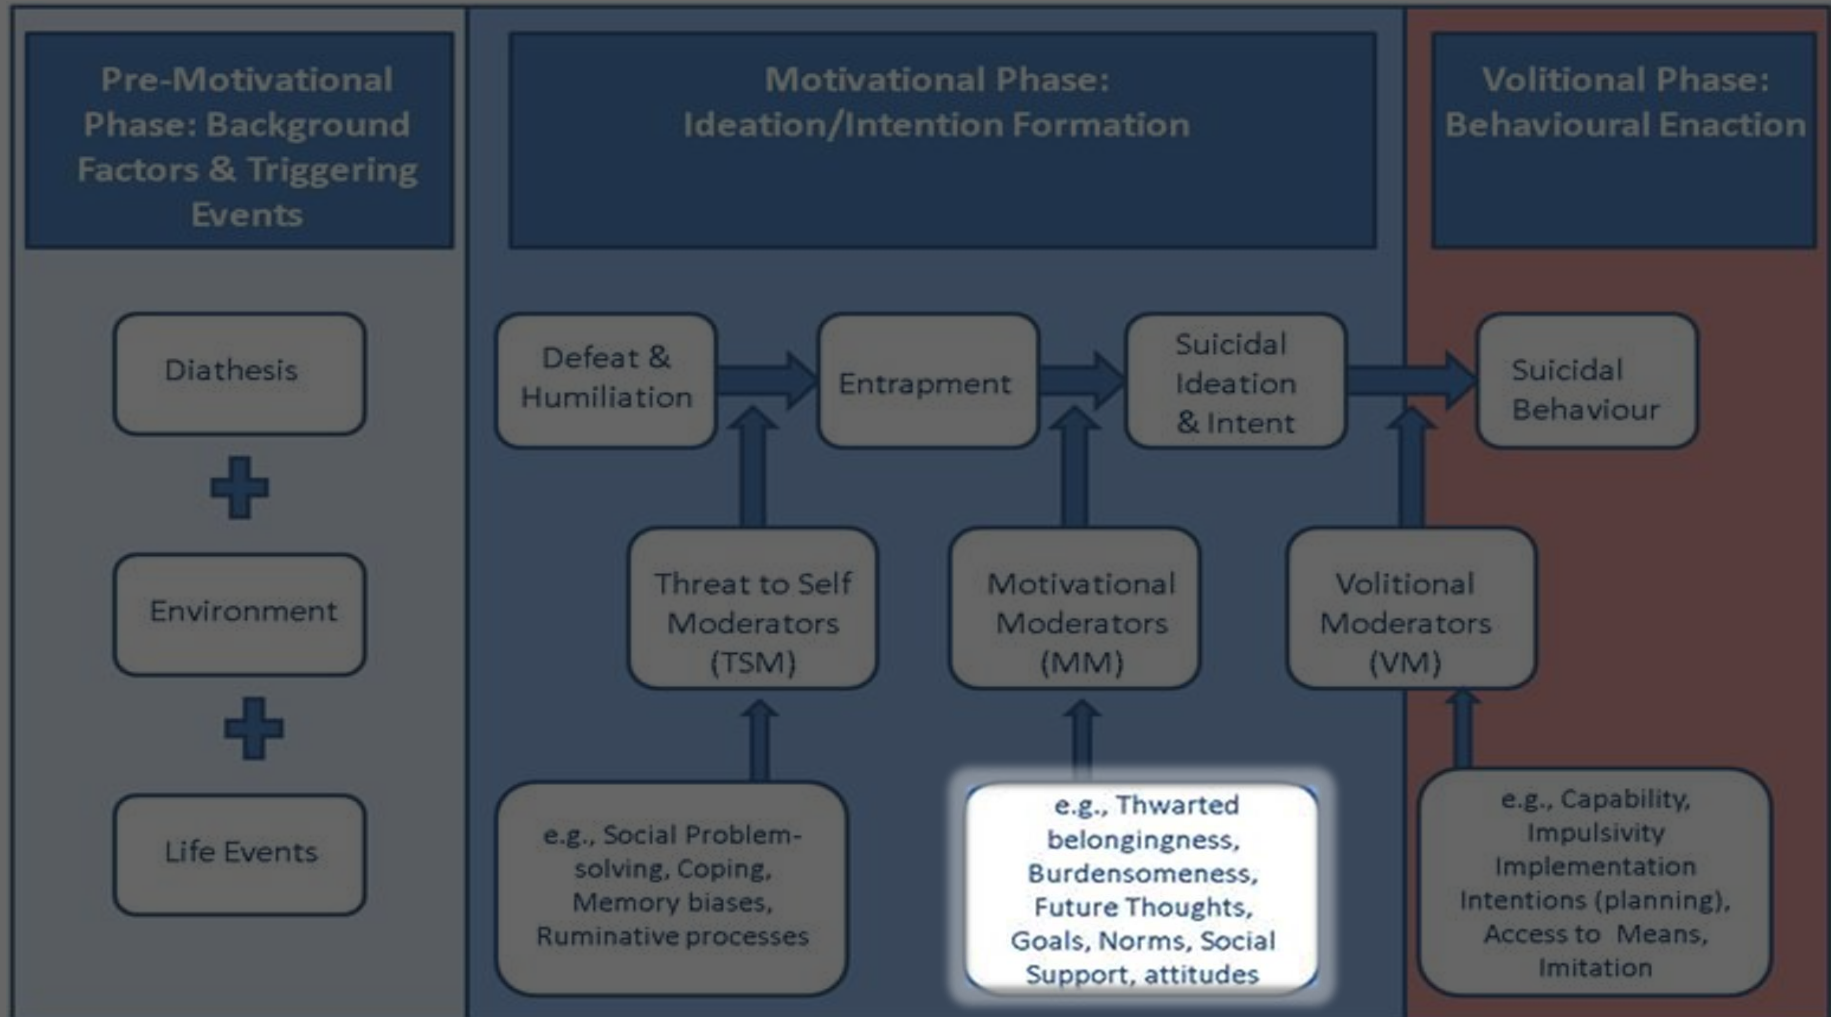 Pre-Motivational
Phase: Background
Factors & Triggering
Events
Motivational Phase:
Ideation/Intention Formation
Volitional Phase:
Behavioural Enaction
Diathesis
Environment
Life Events
Defeat &
Humiliation
Entrapment
Suicidal
Ideation
& Intent
Suicidal
Behaviour
Threat to Self
Moderators
(TSM)
Motivational
Moderators
(MM)
Volitional
Moderators
(VM)
e.g., Social Problem-
solving, Coping,
Memory biases,
Ruminative processes
e.g., Thwarted
belongingness,
Burdensomeness,
Future Thoughts,
Goals, Norms, Social
Support, attitudes
e.g., Capability,
Impulsivity
Implementation
Intentions (planning),
Access to Means,
Imitation